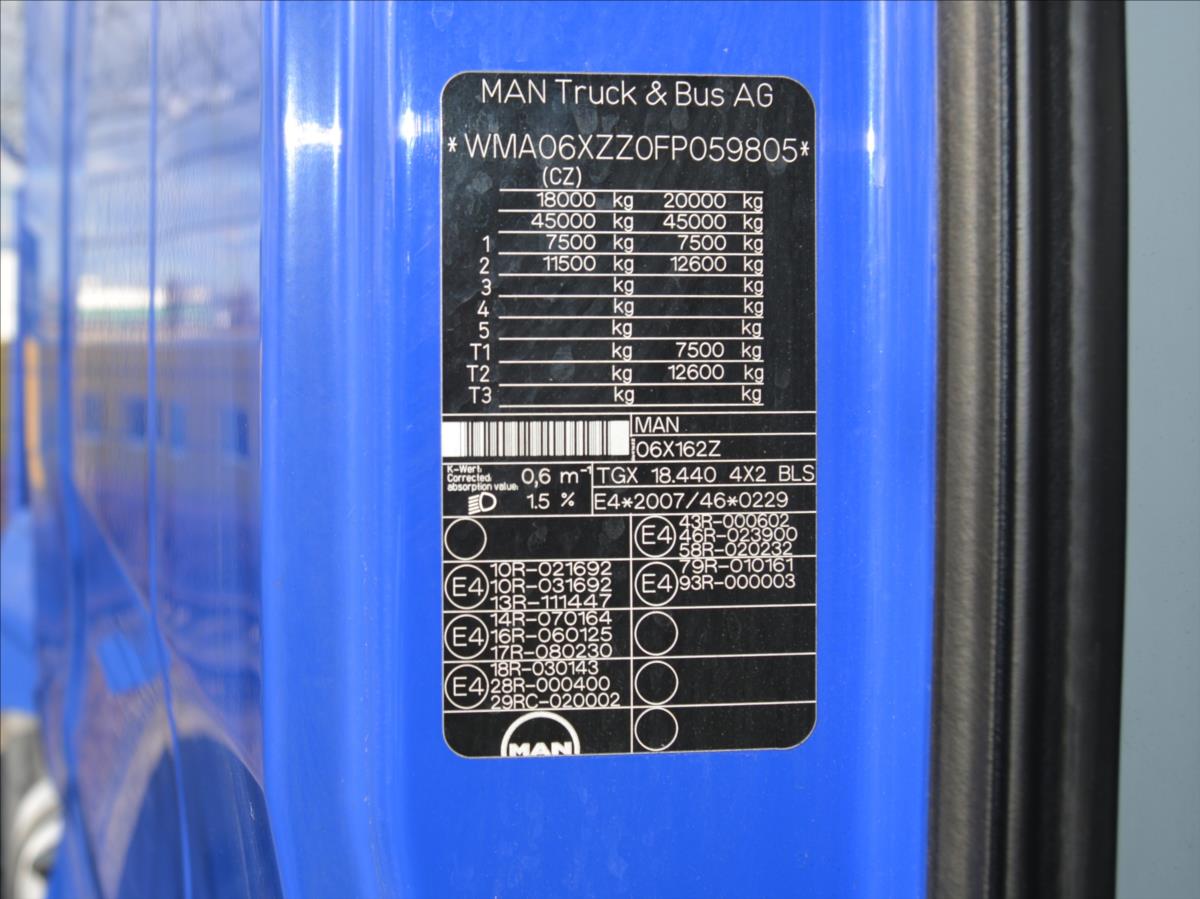 MAN Truck & Bus AG
*WMA06XZZ0FP059805*
(CZ)
18000 kg 20000 kg
45000 kg 45000 kg
1 7500 kg 7500 kg
2 11500 kg 12600 kg
3 kg kg
4 kg kg
5 kg kg
T1 kg 7500 kg
T2 kg 12600 kg
T3 kg kg
MAN
06X162Z
K-Wert:
Corrected
absorption value:
0,6 m⁻¹
1.5 %
TGX 18.440 4X2 BLS
E4*2007/46*0229
E4
43R-000602
46R-023900
58R-020232
E4
10R-021692
10R-031692
13R-111447
E4
79R-010161
93R-000003
E4
14R-070164
16R-060125
17R-080230
E4
18R-030143
28R-000400
29RC-020002
MAN